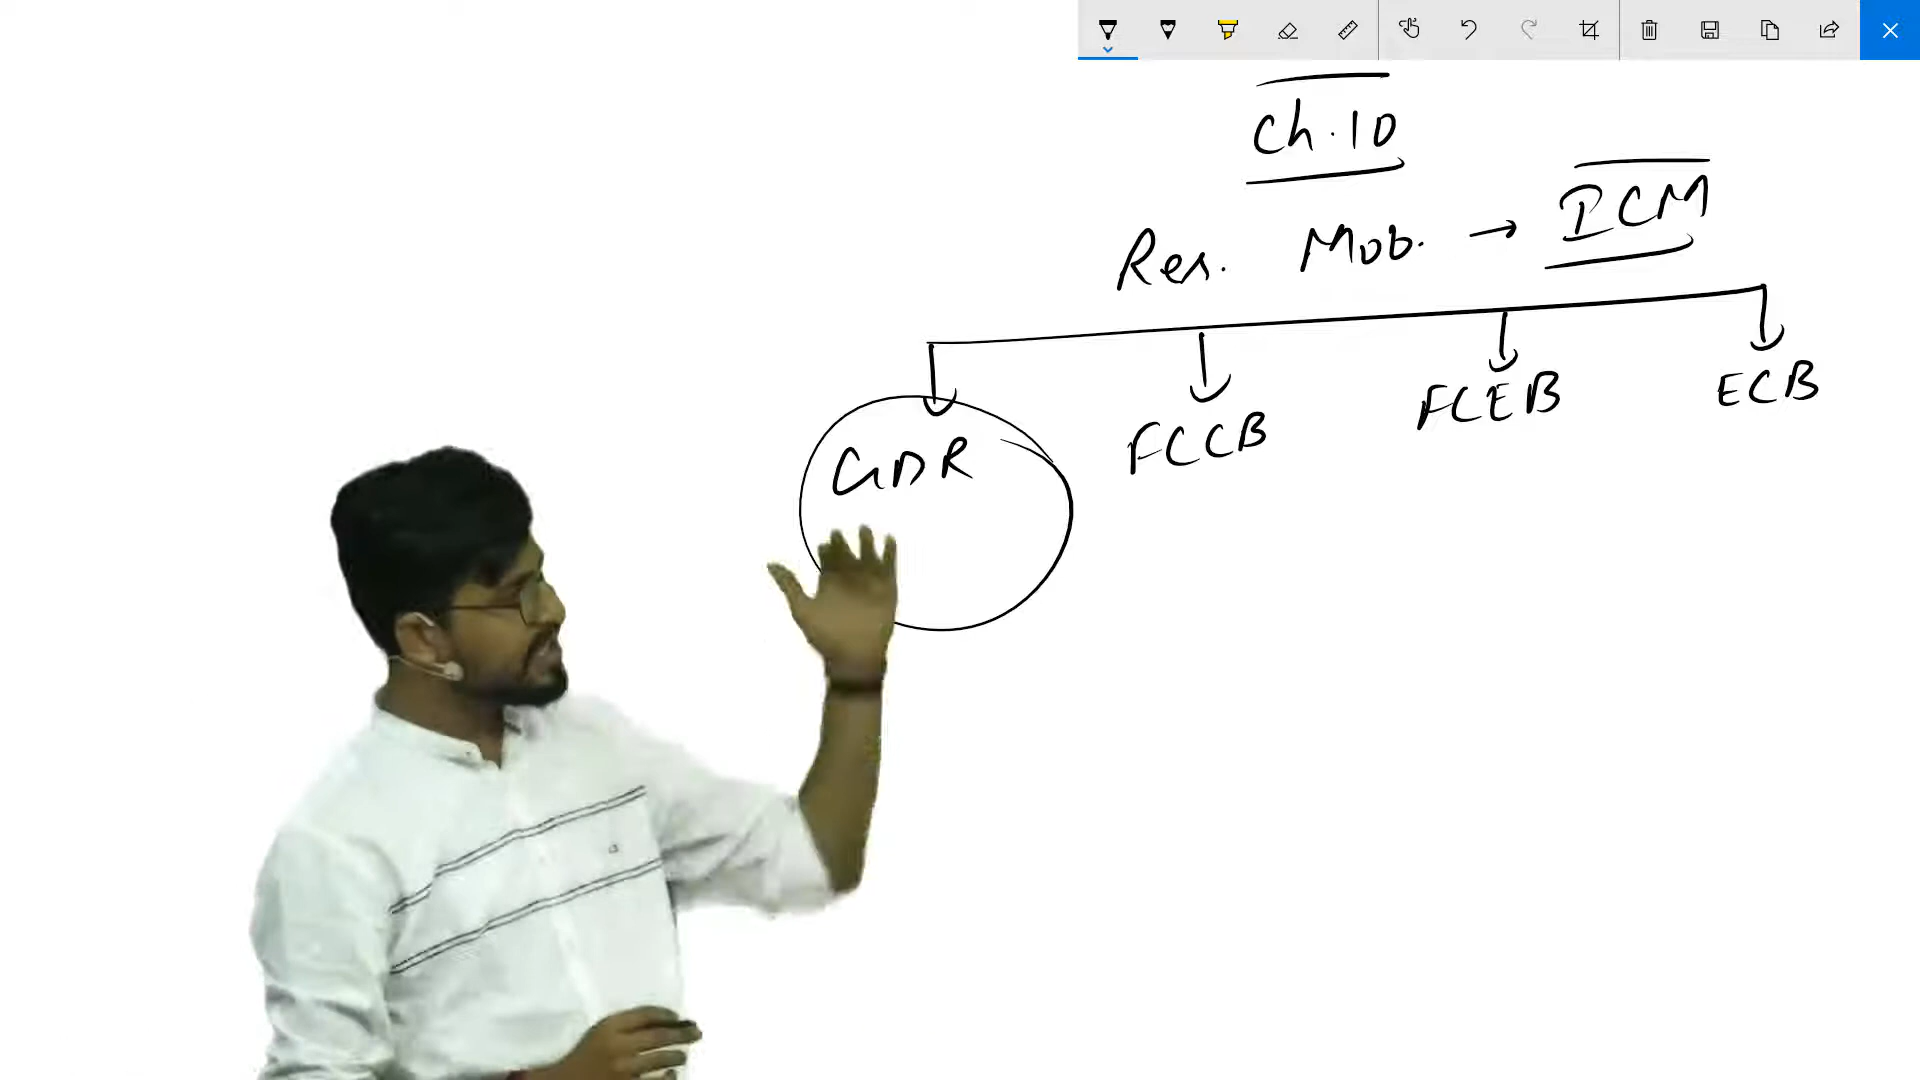 Ch.10
Res. Mob. → ICM
GDR FCCB FCEB ECB